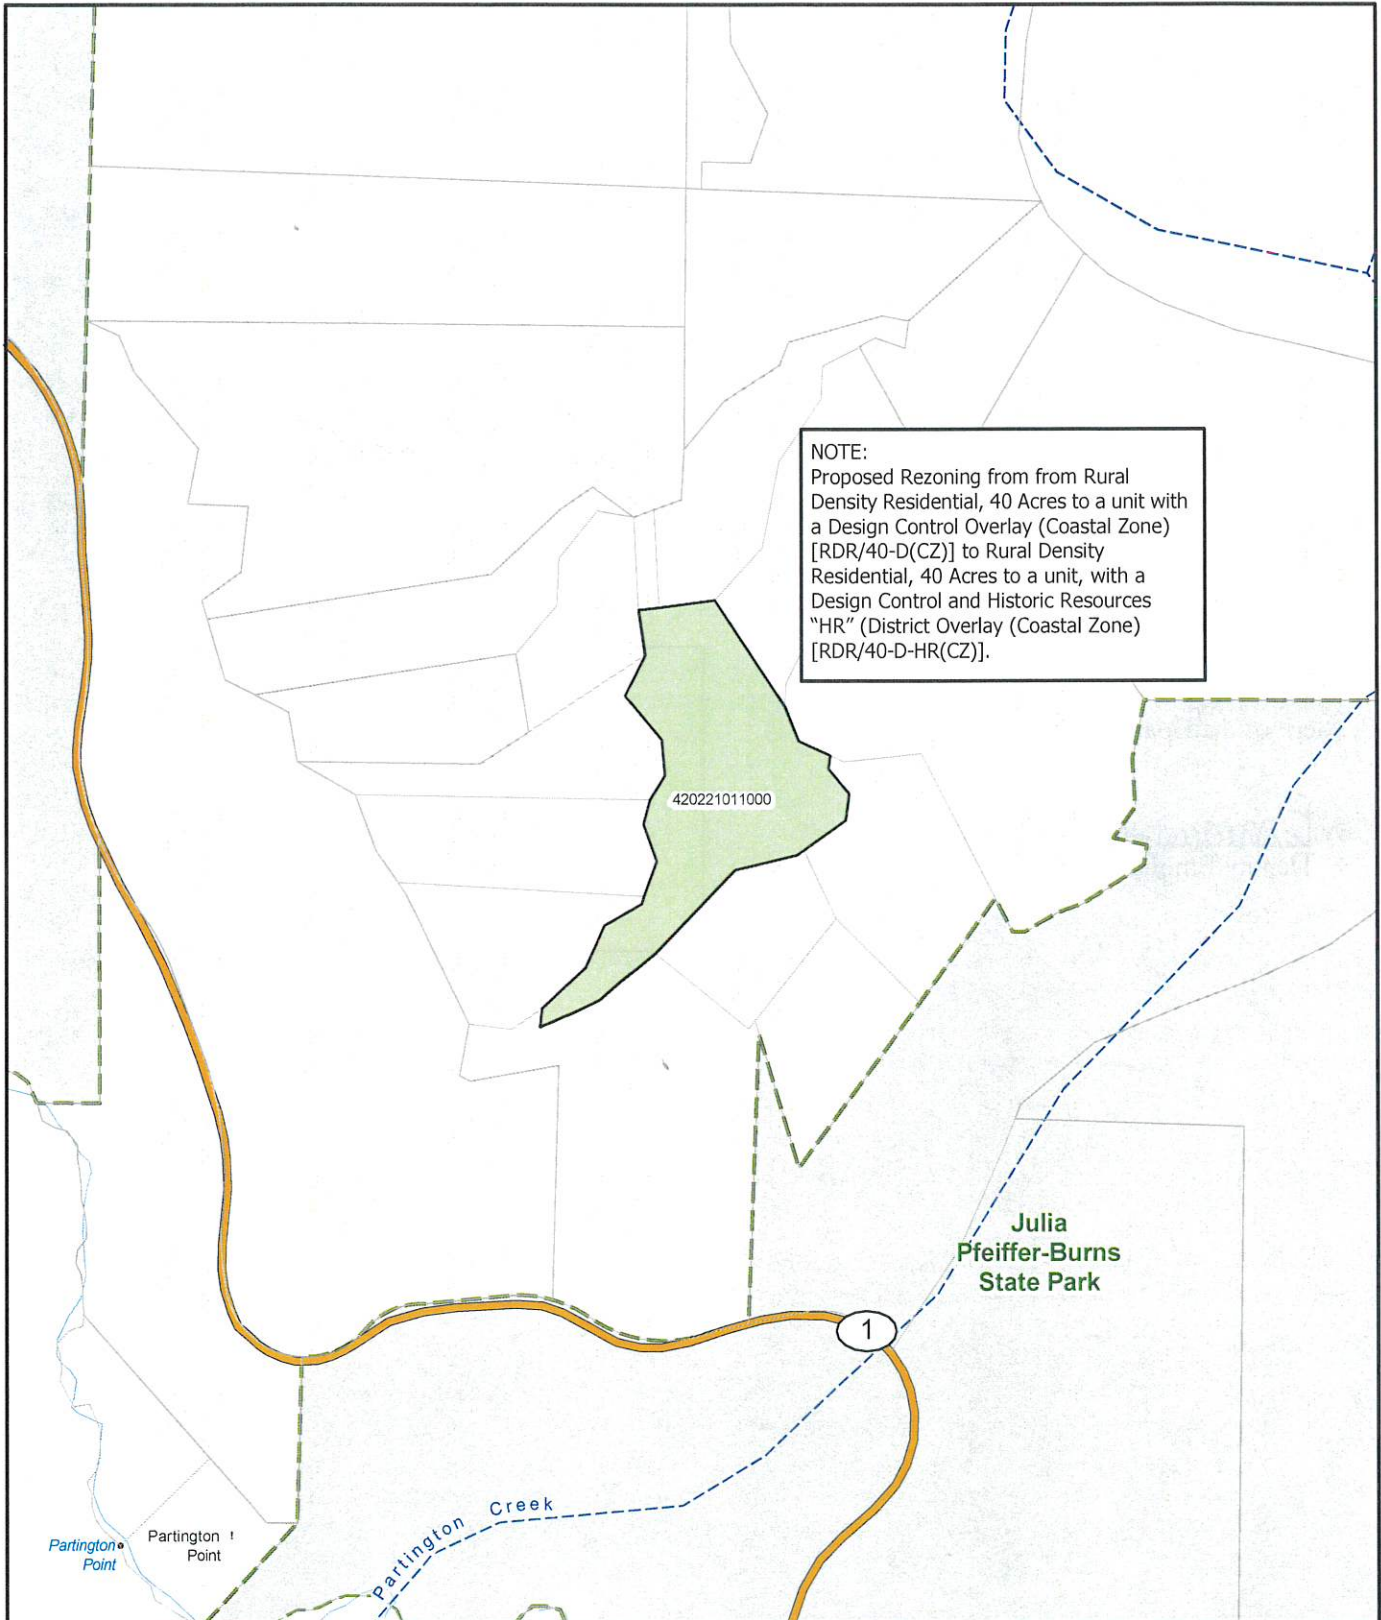 NOTE:
Proposed Rezoning from from Rural
Density Residential, 40 Acres to a unit with
a Design Control Overlay (Coastal Zone)
[RDR/40-D(CZ)] to Rural Density
Residential, 40 Acres to a unit, with a
Design Control and Historic Resources
“HR” (District Overlay (Coastal Zone)
[RDR/40-D-HR(CZ)].
420221011000
Julia
Pfeiffer-Burns
State Park
1
Partington Creek
Partington
Point
Partington
Point